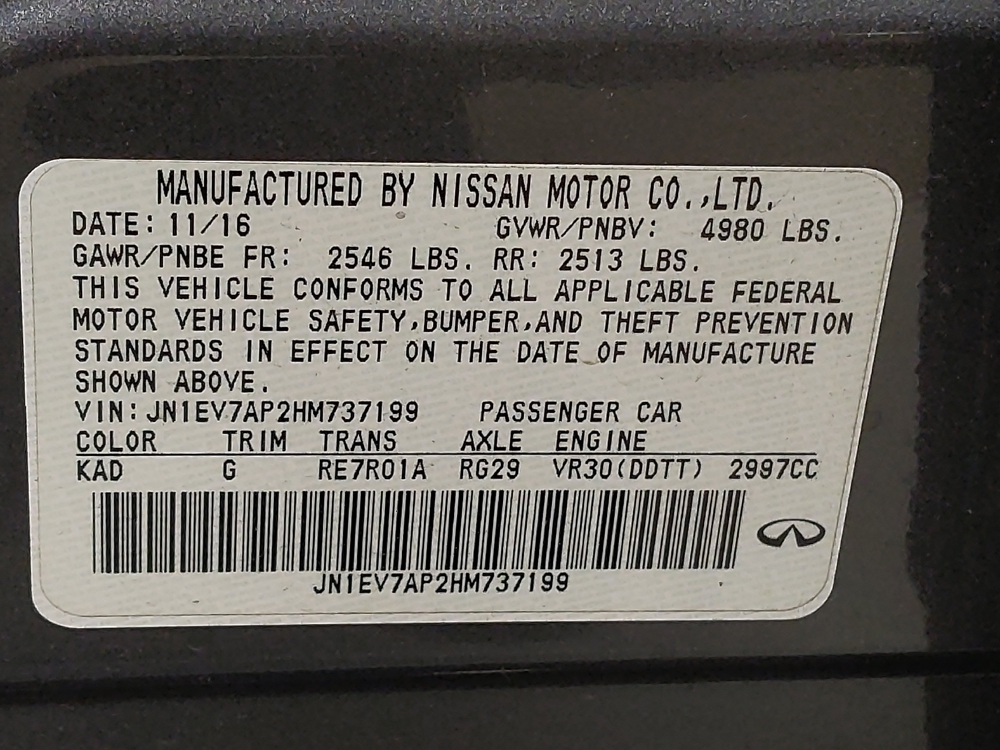 MANUFACTURED BY NISSAN MOTOR CO.,LTD.
DATE: 11/16 GVWR/PNBV: 4980 LBS.
GAWR/PNBE FR: 2546 LBS. RR: 2513 LBS.
THIS VEHICLE CONFORMS TO ALL APPLICABLE FEDERAL
MOTOR VEHICLE SAFETY,BUMPER,AND THEFT PREVENTION
STANDARDS IN EFFECT ON THE DATE OF MANUFACTURE
SHOWN ABOVE.
VIN: JN1EV7AP2HM737199 PASSENGER CAR
COLOR TRIM TRANS AXLE ENGINE
KAD G RE7R01A RG29 VR30(DDTT) 2997CC
JN1EV7AP2HM737199